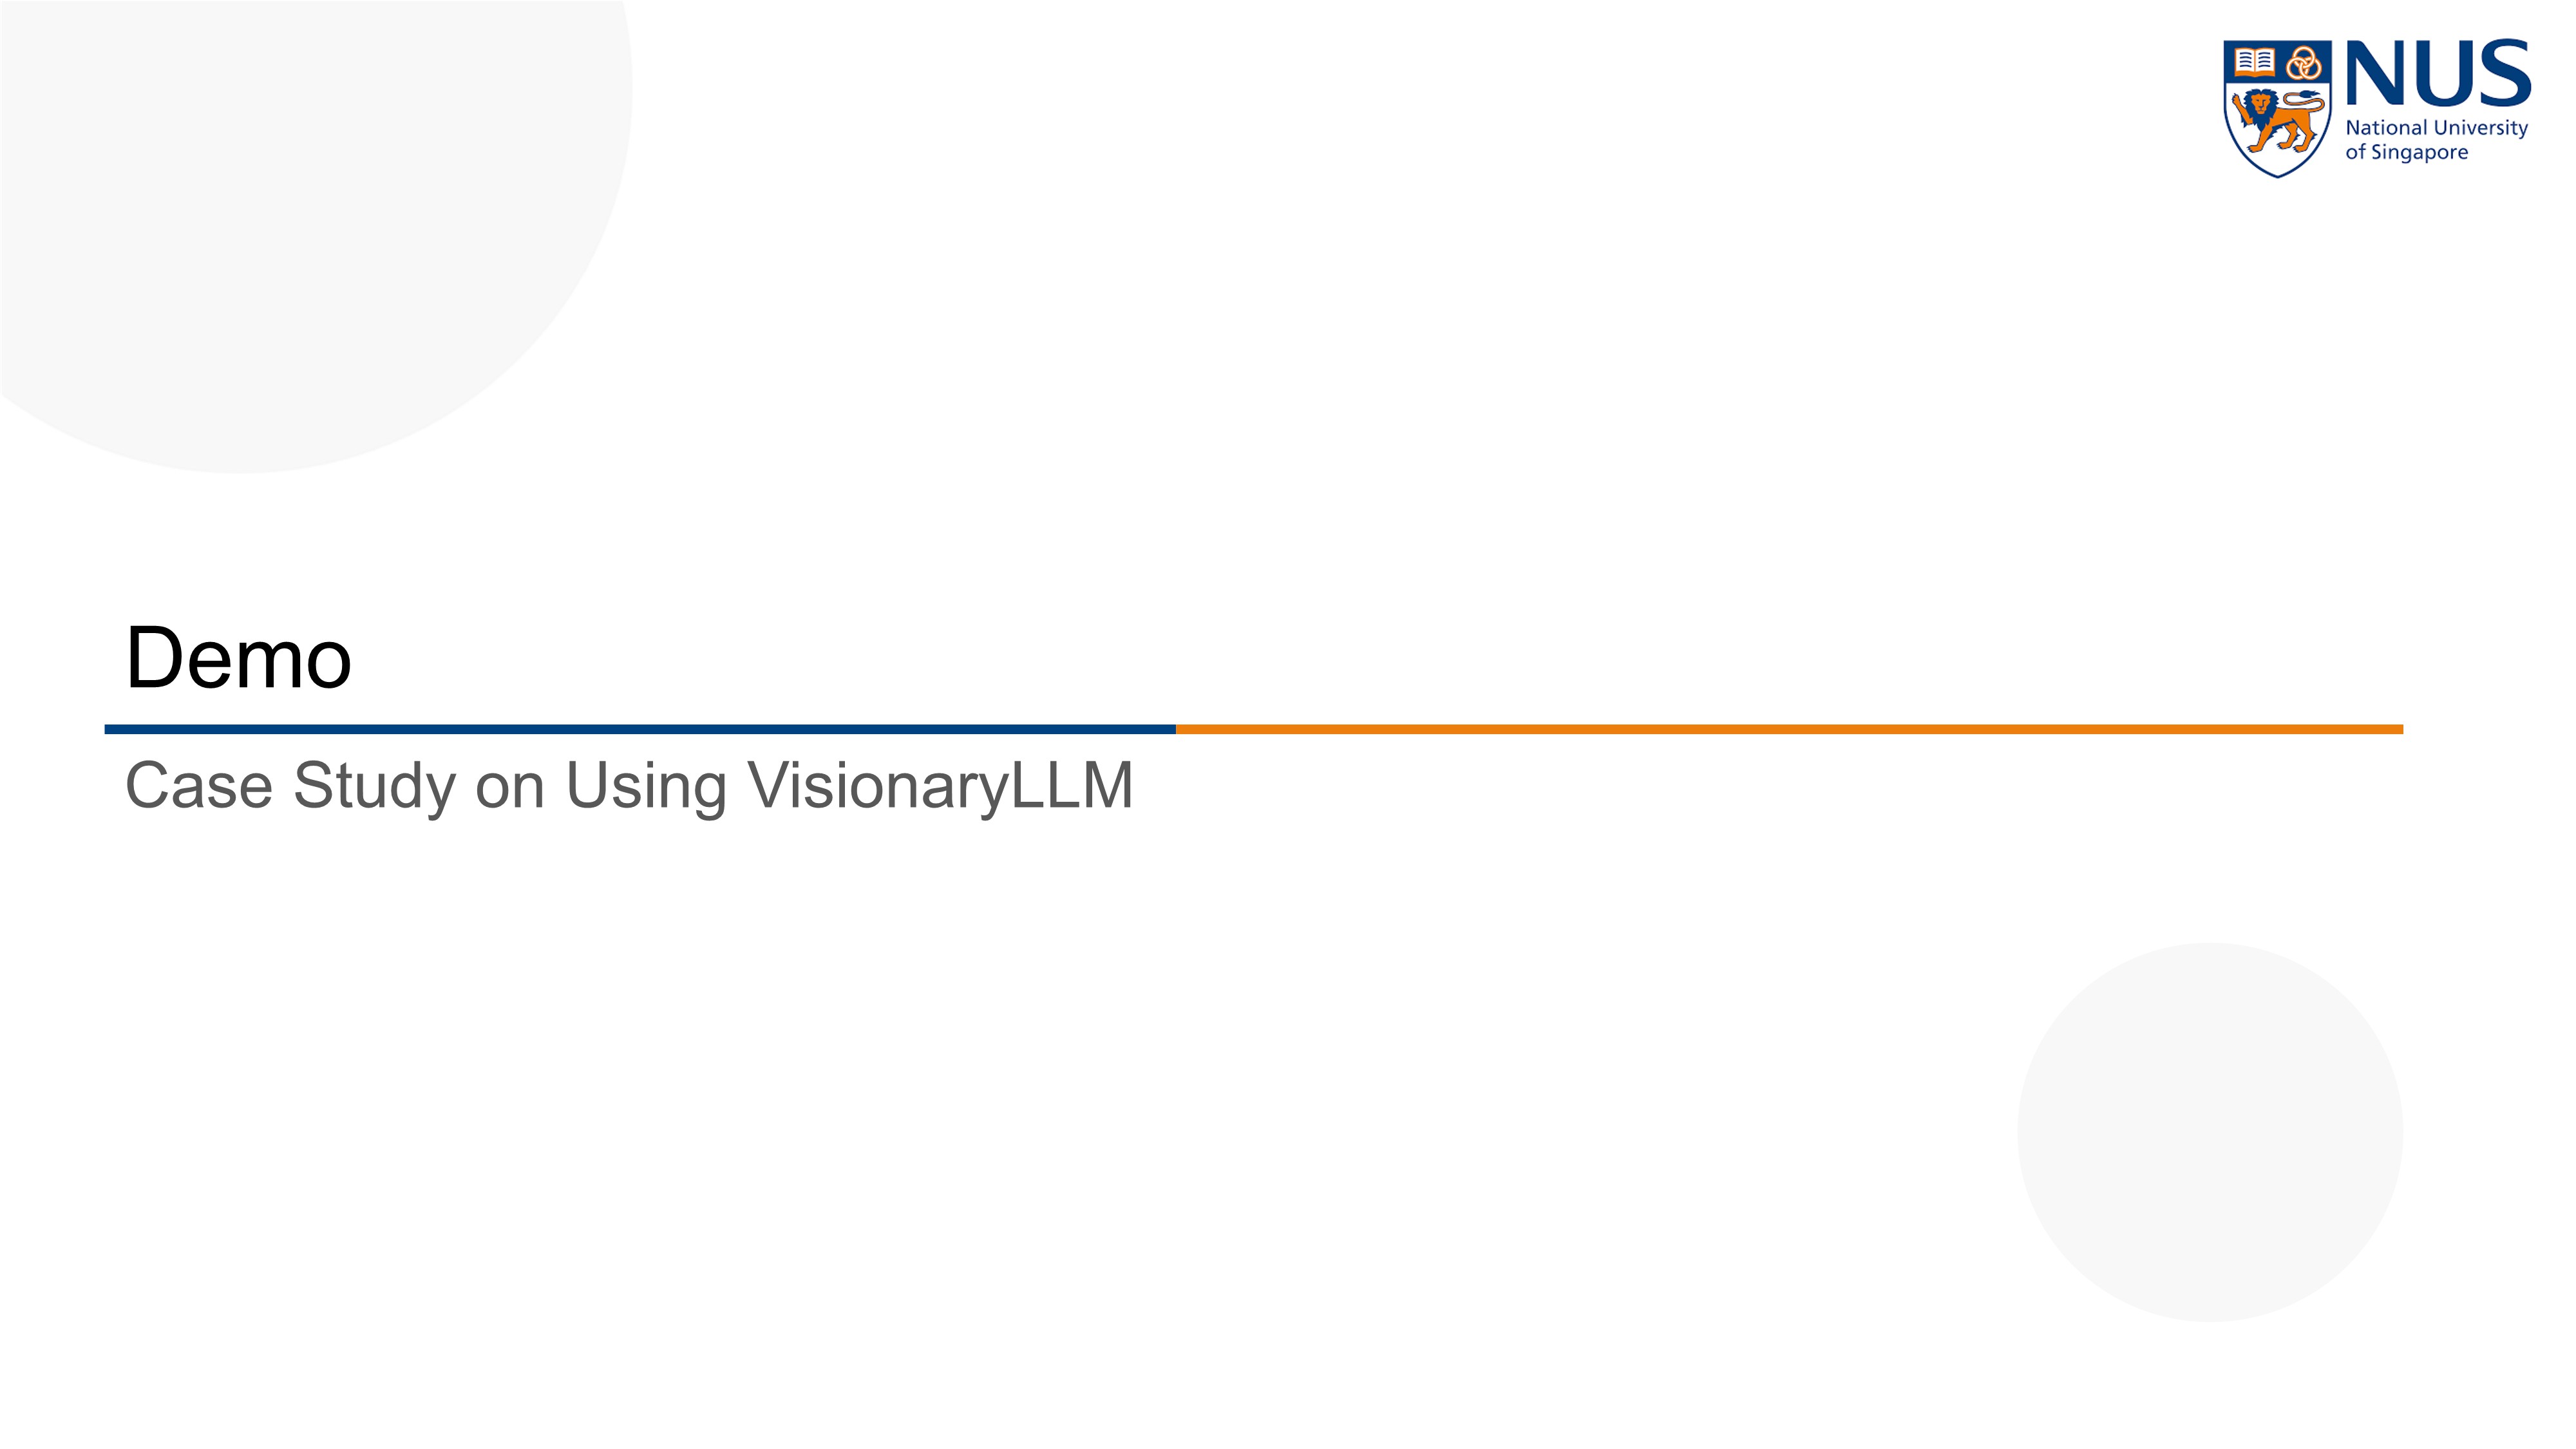 NUS
National University
of Singapore
Demo
Case Study on Using VisionaryLLM